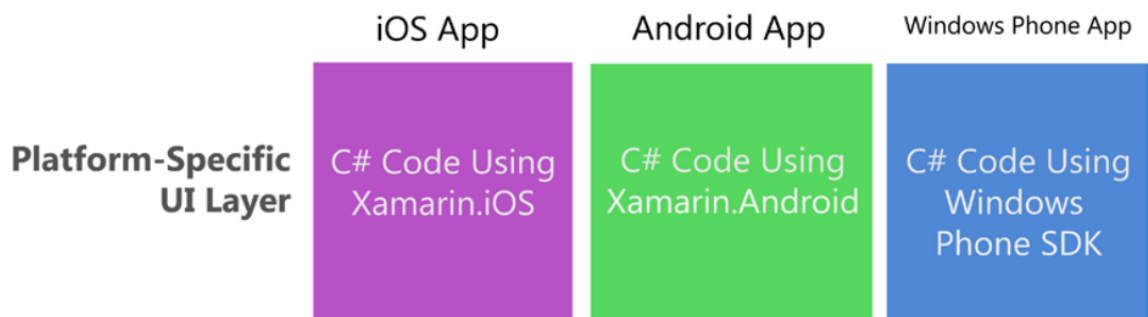 iOS App
Android App
Windows Phone App
Platform-Specific
UI Layer
C# Code Using
Xamarin.iOS
C# Code Using
Xamarin.Android
C# Code Using
Windows
Phone SDK